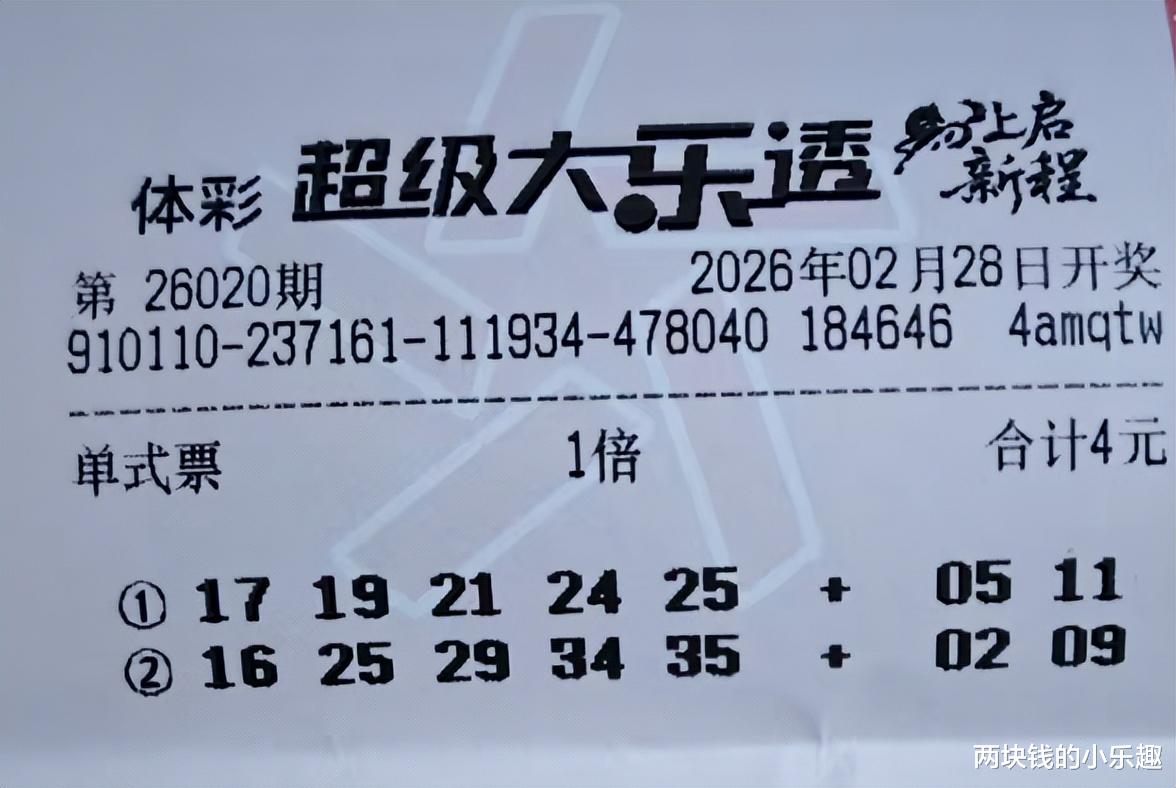 体彩 超级大乐透 马上启
新程
第 26020期 2026年02月28日开奖
910110-237161-111934-478040 184646 4amqtw
单式票 1倍 合计4元
① 17 19 21 24 25 + 05 11
② 16 25 29 34 35 + 02 09
两块钱的小乐趣